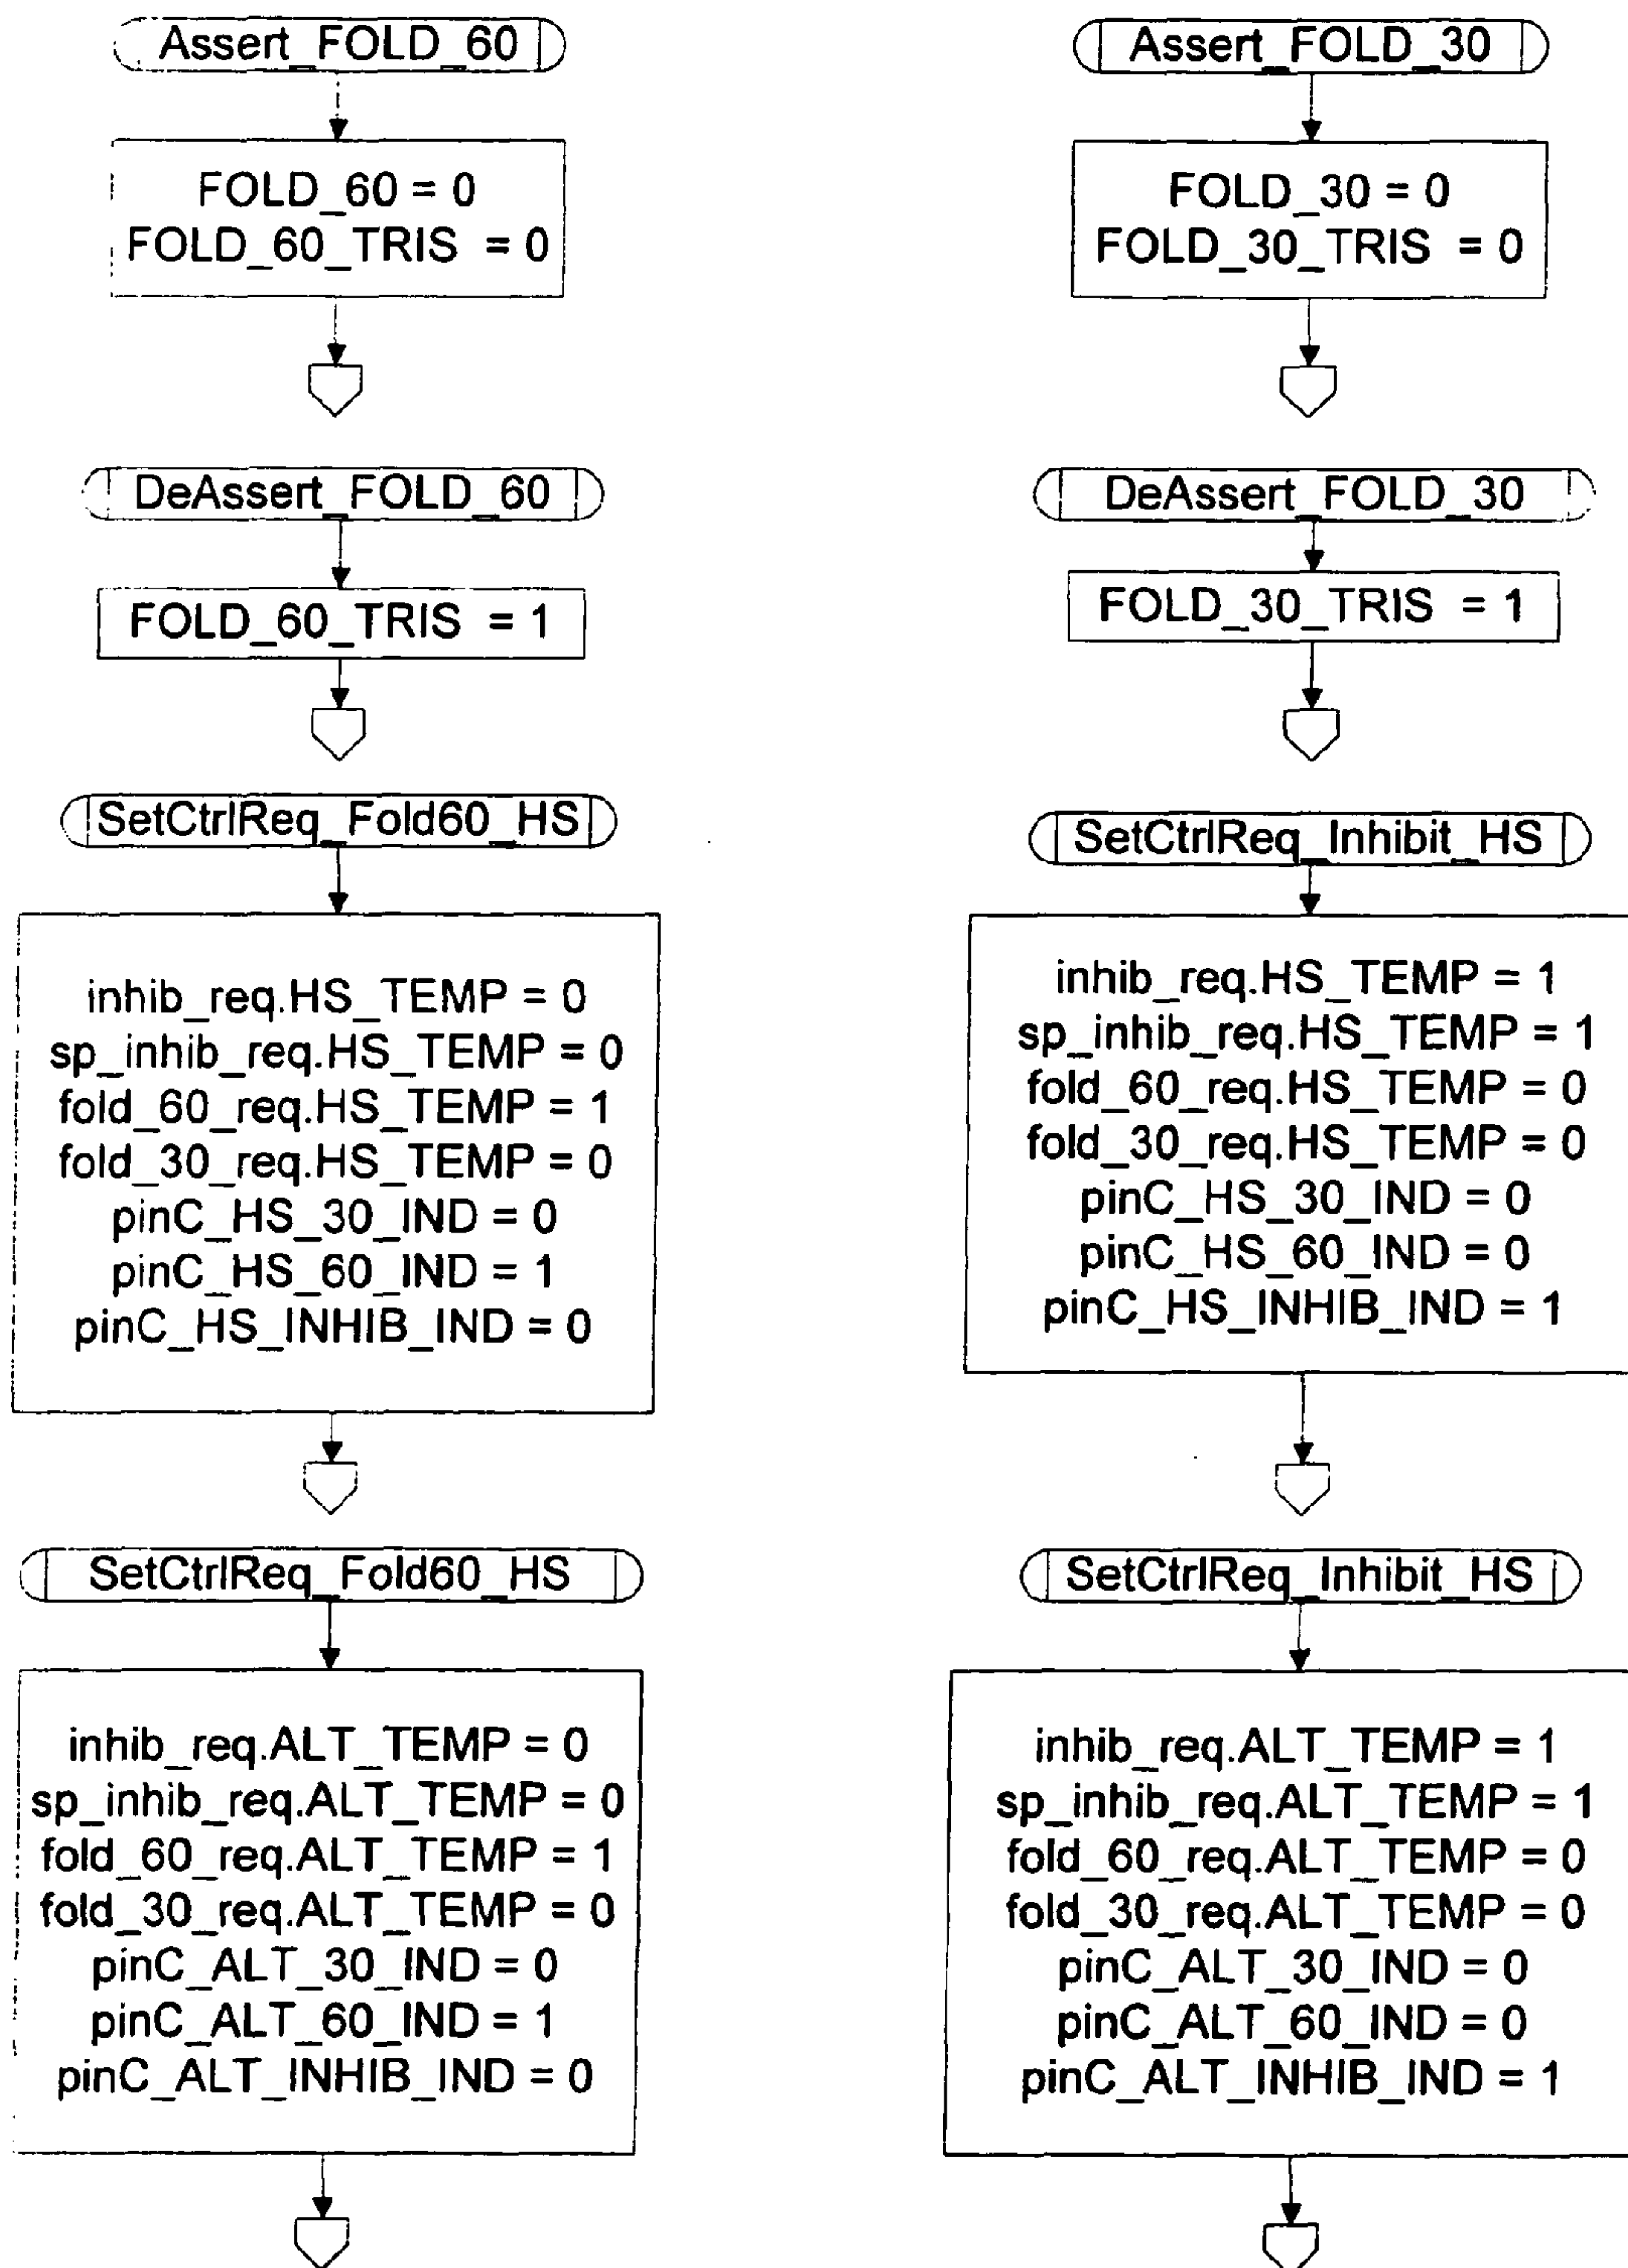 Assert_FOLD_60
FOLD_60 = 0
FOLD_60_TRIS = 0
Assert_FOLD_30
FOLD_30 = 0
FOLD_30_TRIS = 0
DeAssert_FOLD_60
FOLD_60_TRIS = 1
DeAssert_FOLD_30
FOLD_30_TRIS = 1
SetCtrlReq_Fold60_HS
inhib_req.HS_TEMP = 0
sp_inhib_req.HS_TEMP = 0
fold_60_req.HS_TEMP = 1
fold_30_req.HS_TEMP = 0
pinC_HS_30_IND = 0
pinC_HS_60_IND = 1
pinC_HS_INHIB_IND = 0
SetCtrlReq_Inhibit_HS
inhib_req.HS_TEMP = 1
sp_inhib_req.HS_TEMP = 1
fold_60_req.HS_TEMP = 0
fold_30_req.HS_TEMP = 0
pinC_HS_30_IND = 0
pinC_HS_60_IND = 0
pinC_HS_INHIB_IND = 1
SetCtrlReq_Fold60_HS
inhib_req.ALT_TEMP = 0
sp_inhib_req.ALT_TEMP = 0
fold_60_req.ALT_TEMP = 1
fold_30_req.ALT_TEMP = 0
pinC_ALT_30_IND = 0
pinC_ALT_60_IND = 1
pinC_ALT_INHIB_IND = 0
SetCtrlReq_Inhibit_HS
inhib_req.ALT_TEMP = 1
sp_inhib_req.ALT_TEMP = 1
fold_60_req.ALT_TEMP = 0
fold_30_req.ALT_TEMP = 0
pinC_ALT_30_IND = 0
pinC_ALT_60_IND = 0
pinC_ALT_INHIB_IND = 1